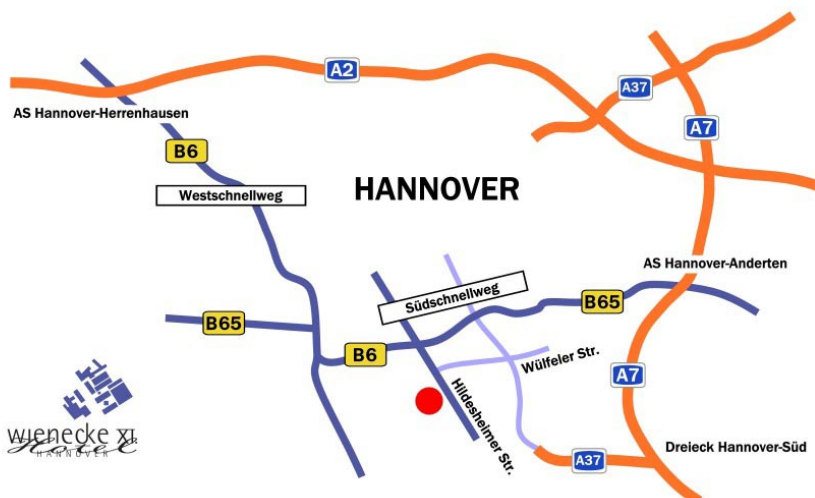 A2
A37
AS Hannover-Herrenhausen
A7
B6
Westschnellweg
HANNOVER
AS Hannover-Anderten
Südschnellweg
B65
B65
B6
Wülfeler Str.
A7
Hildesheimer Str.
wienecke XI.
Hotel
HANNOVER
Dreieck Hannover-Süd
A37